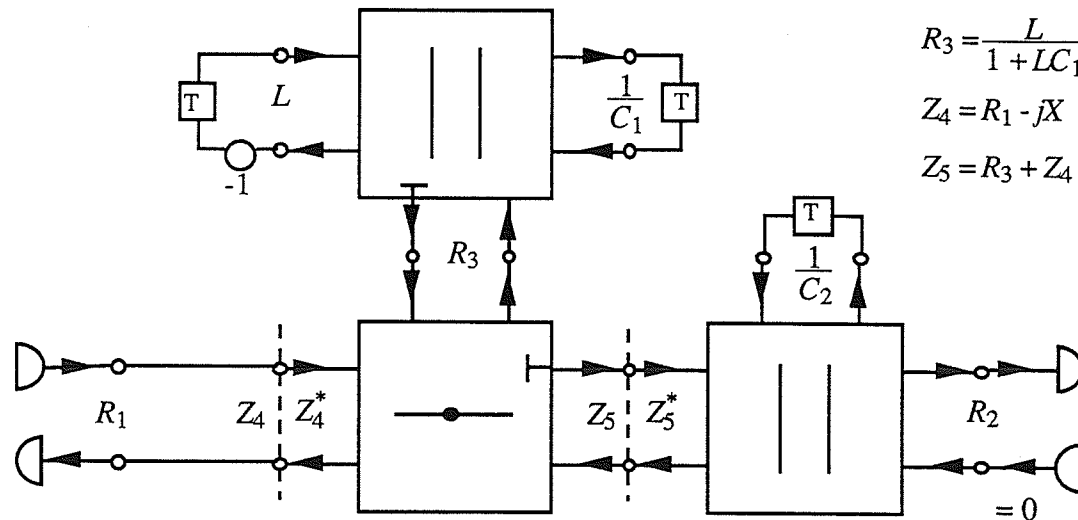 R₃ = L / (1 + LC₁)
Z₄ = R₁ - jX
Z₅ = R₃ + Z₄
T
L
-1
1/C₁
T
R₃
T
1/C₂
R₁
Z₄
Z₄*
Z₅
Z₅*
R₂
= 0